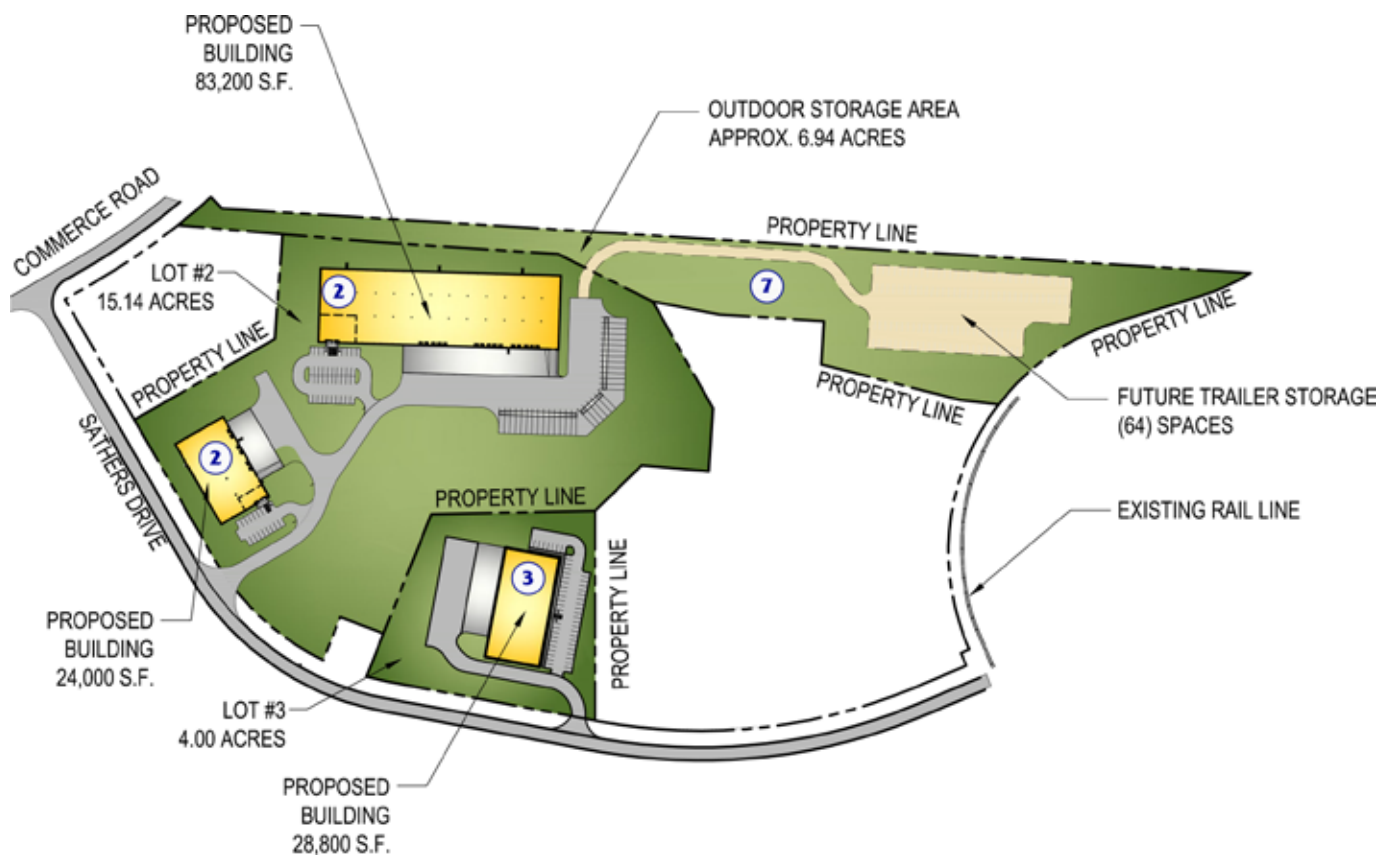 PROPOSED
BUILDING
83,200 S.F.
OUTDOOR STORAGE AREA
APPROX. 6.94 ACRES
COMMERCE ROAD
PROPERTY LINE
LOT #2
15.14 ACRES
2
7
PROPERTY LINE
PROPERTY LINE
PROPERTY LINE
FUTURE TRAILER STORAGE
(64) SPACES
SATHERS DRIVE
2
PROPERTY LINE
EXISTING RAIL LINE
3
PROPERTY LINE
PROPOSED
BUILDING
24,000 S.F.
LOT #3
4.00 ACRES
PROPOSED
BUILDING
28,800 S.F.